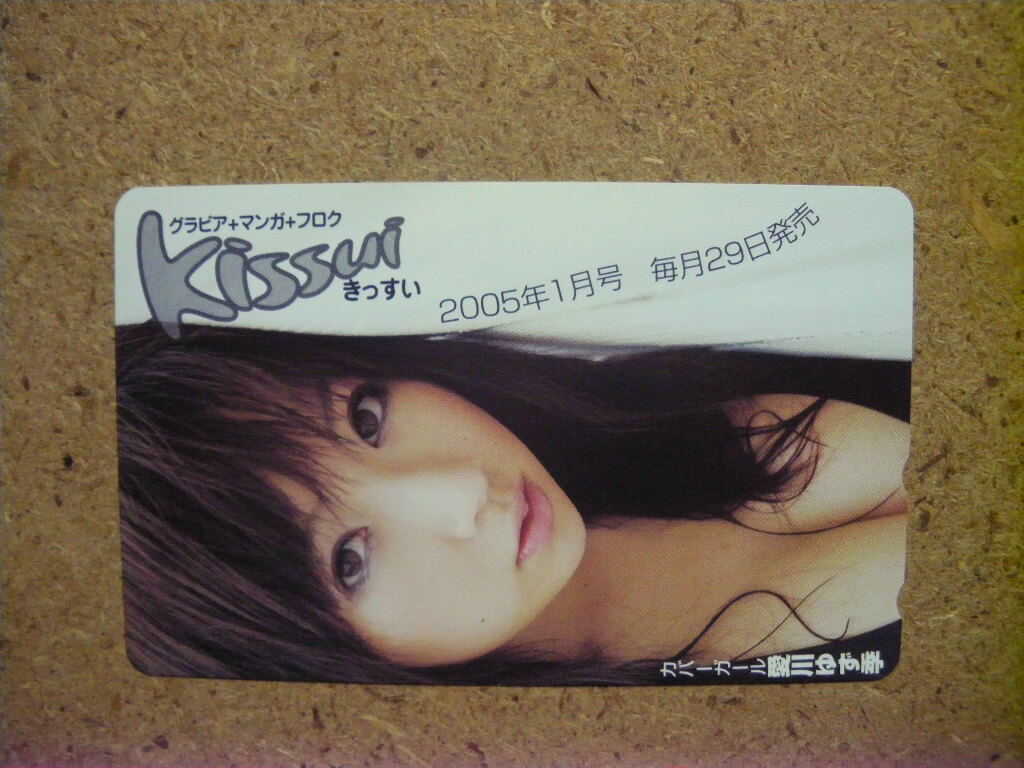 グラビア+マンガ+フロク
Kissui
きっすい
2005年1月号 毎月29日発売
カバーガール 愛川ゆず季